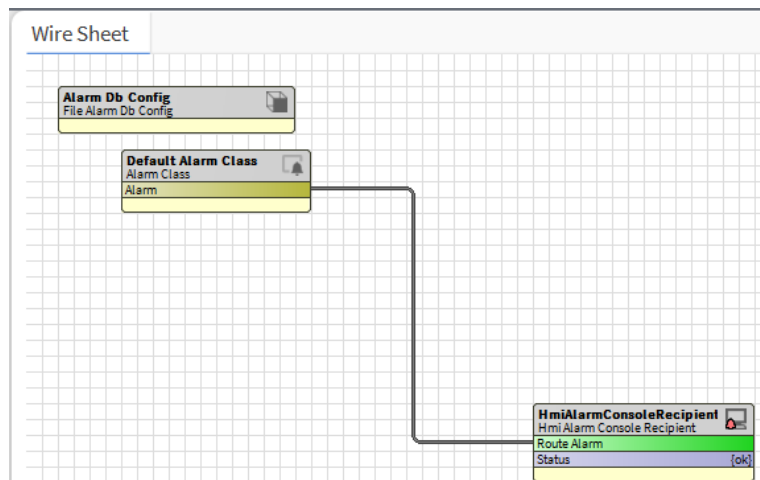 Wire Sheet
Alarm Db Config
File Alarm Db Config
Default Alarm Class
Alarm Class
Alarm
HmiAlarmConsoleRecipient
Hmi Alarm Console Recipient
Route Alarm
Status {ok}